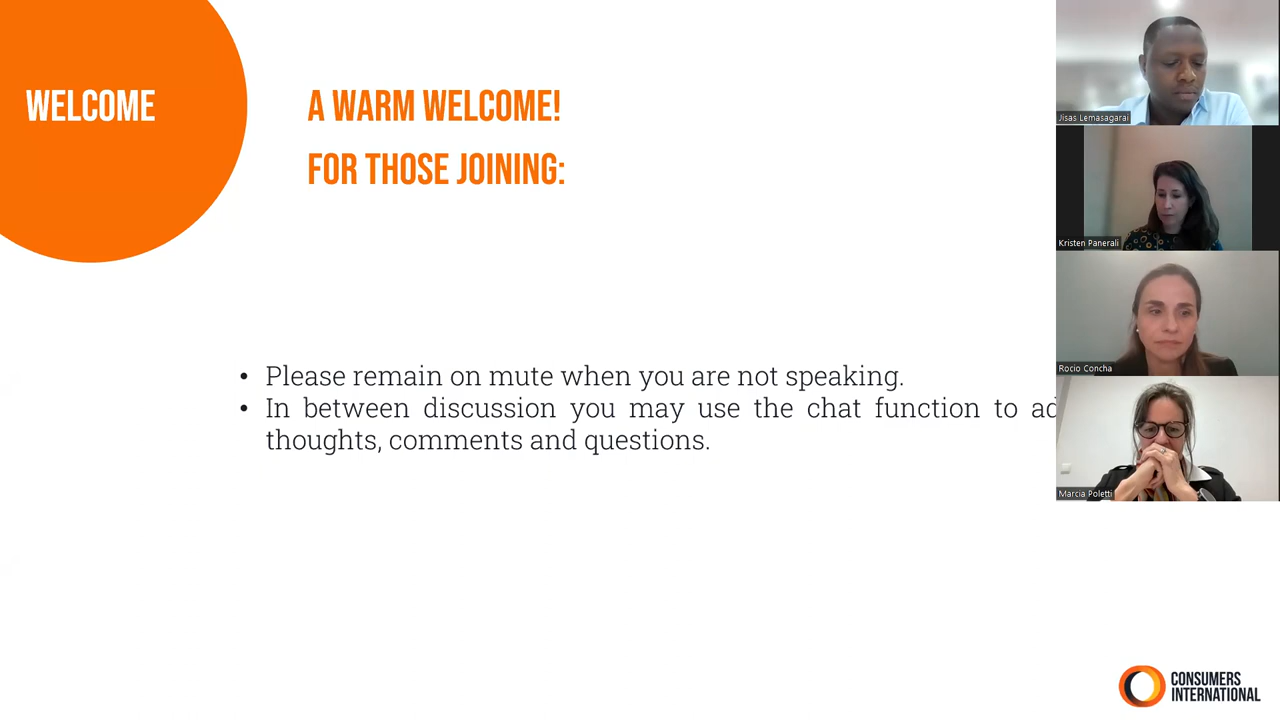 WELCOME
A WARM WELCOME!
FOR THOSE JOINING:
• Please remain on mute when you are not speaking.
• In between discussion you may use the chat function to ad
thoughts, comments and questions.
Jisas Lemasagarai
Kristen Panerali
Rocio Concha
Marcia Poletti
CONSUMERS
INTERNATIONAL